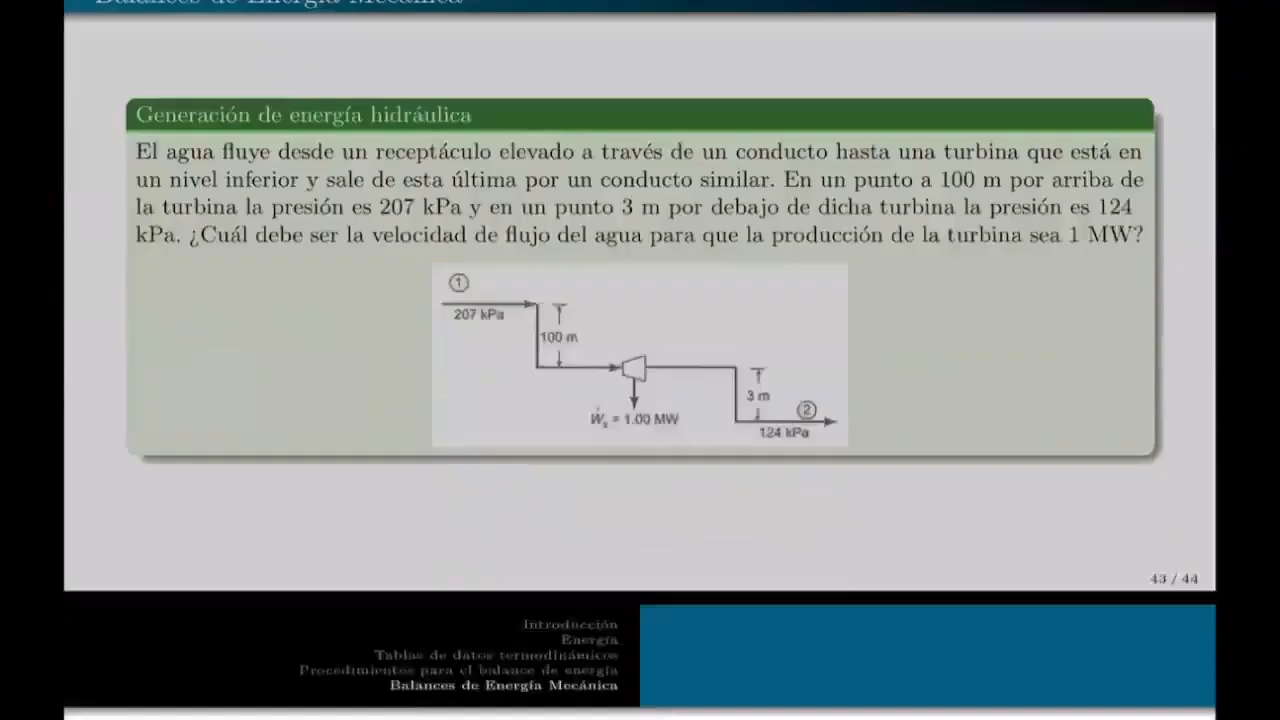 Balances de Energía Mecánica
Generación de energía hidráulica
El agua fluye desde un receptáculo elevado a través de un conducto hasta una turbina que está en
un nivel inferior y sale de esta última por un conducto similar. En un punto a 100 m por arriba de
la turbina la presión es 207 kPa y en un punto 3 m por debajo de dicha turbina la presión es 124
kPa. ¿Cuál debe ser la velocidad de flujo del agua para que la producción de la turbina sea 1 MW?
1
207 kPa
100 m
Ẇs = 1.00 MW
3 m
2
124 kPa
43 / 44
Introducción
Energía
Tablas de datos termodinámicos
Procedimientos para el balance de energía
Balances de Energía Mecánica